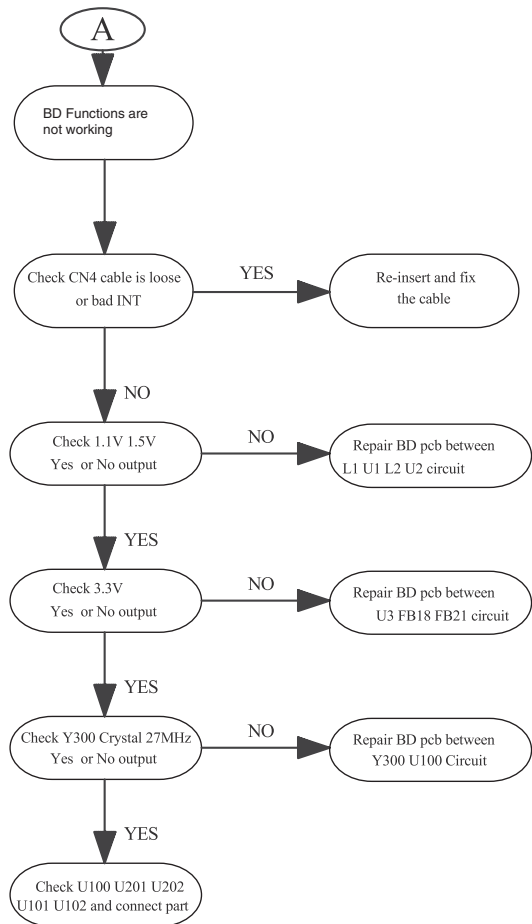 A
BD Functions are
not working
Check CN4 cable is loose
or bad INT
YES
Re-insert and fix
the cable
NO
Check 1.1V 1.5V
Yes or No output
NO
Repair BD pcb between
L1 U1 L2 U2 circuit
YES
Check 3.3V
Yes or No output
NO
Repair BD pcb between
U3 FB18 FB21 circuit
YES
Check Y300 Crystal 27MHz
Yes or No output
NO
Repair BD pcb between
Y300 U100 Circuit
YES
Check U100 U201 U202
U101 U102 and connect part